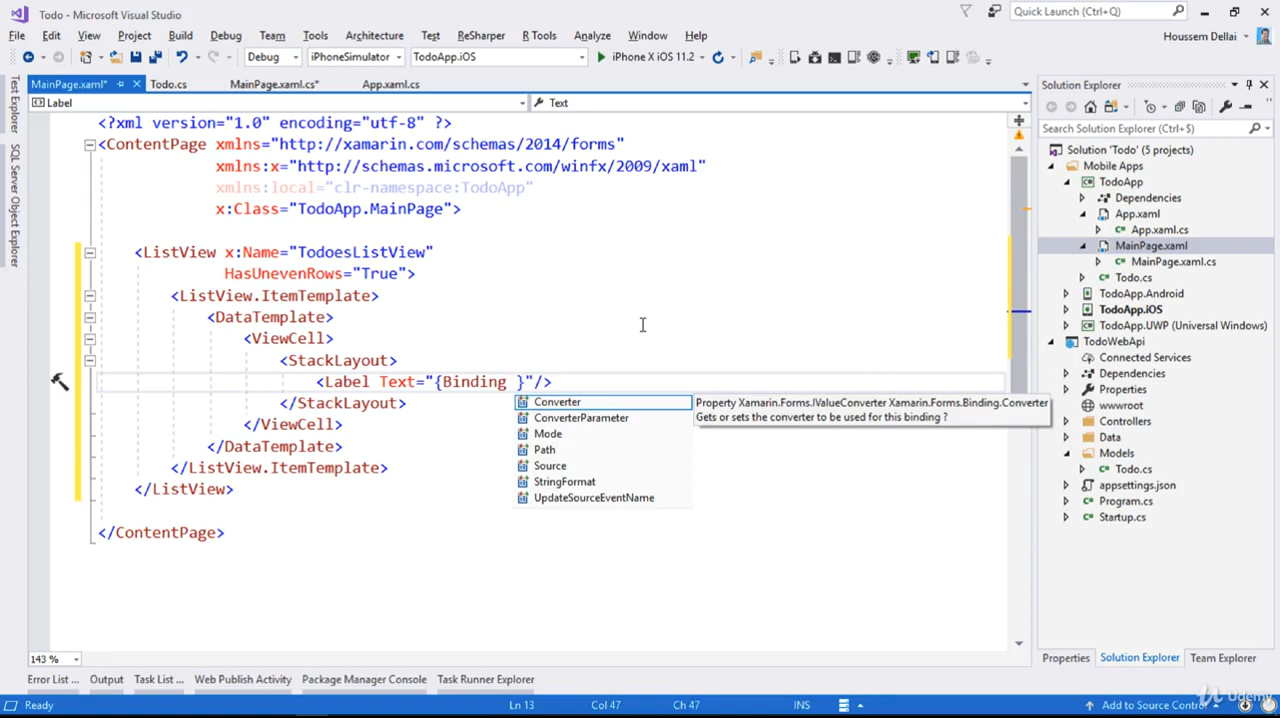 Todo - Microsoft Visual Studio
Quick Launch (Ctrl+Q)
File Edit View Project Build Debug Team Tools Architecture Test ReSharper R Tools Analyze Window Help
Houssem Dellai
Debug iPhoneSimulator TodoApp.iOS iPhone X iOS 11.2
MainPage.xaml* Todo.cs MainPage.xaml.cs* App.xaml.cs
Label Text
Test Explorer
SQL Server Object Explorer
<?xml version="1.0" encoding="utf-8" ?>
<ContentPage xmlns="http://xamarin.com/schemas/2014/forms"
xmlns:x="http://schemas.microsoft.com/winfx/2009/xaml"
xmlns:local="clr-namespace:TodoApp"
x:Class="TodoApp.MainPage">
<ListView x:Name="TodoesListView"
HasUnevenRows="True">
<ListView.ItemTemplate>
<DataTemplate>
<ViewCell>
<StackLayout>
<Label Text="{Binding }"/>
</StackLayout>
</ViewCell>
</DataTemplate>
</ListView.ItemTemplate>
</ListView>
</ContentPage>
Converter
ConverterParameter
Mode
Path
Source
StringFormat
UpdateSourceEventName
Property Xamarin.Forms.IValueConverter Xamarin.Forms.Binding.Converter
Gets or sets the converter to be used for this binding ?
Solution Explorer
Search Solution Explorer (Ctrl+$)
Solution 'Todo' (5 projects)
Mobile Apps
TodoApp
Dependencies
App.xaml
App.xaml.cs
MainPage.xaml
MainPage.xaml.cs
Todo.cs
TodoApp.Android
TodoApp.iOS
TodoApp.UWP (Universal Windows)
TodoWebApi
Connected Services
Dependencies
Properties
wwwroot
Controllers
Data
Models
Todo.cs
appsettings.json
Program.cs
Startup.cs
143 %
Properties Solution Explorer Team Explorer
Error List ... Output Task List ... Web Publish Activity Package Manager Console Task Runner Explorer
Ready Ln 13 Col 47 Ch 47 INS Add to Source Control
Udemy